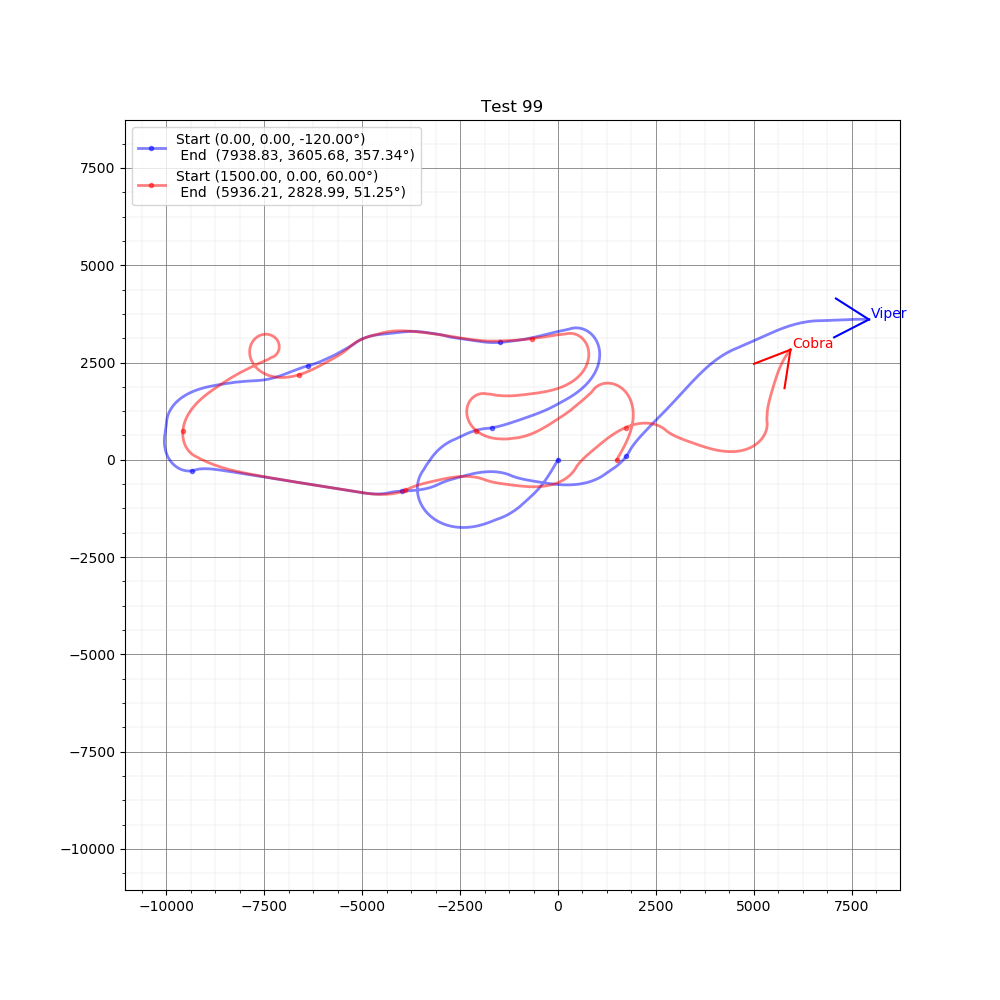 Test 99
Start (0.00, 0.00, -120.00°)
End  (7938.83, 3605.68, 357.34°)
Start (1500.00, 0.00, 60.00°)
End  (5936.21, 2828.99, 51.25°)
7500
5000
2500
0
−2500
−5000
−7500
−10000
Viper
Cobra
−10000 −7500 −5000 −2500 0 2500 5000 7500